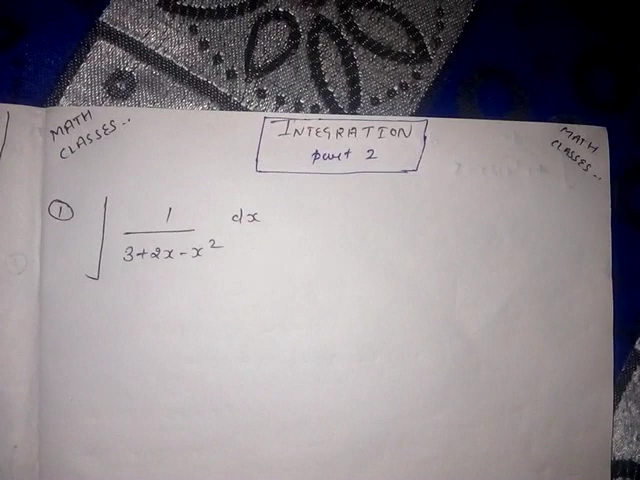 MATH
CLASSES..
INTEGRATION
part 2
MATH
CLASSES..
① ∫ 1/(3+2x-x²) dx